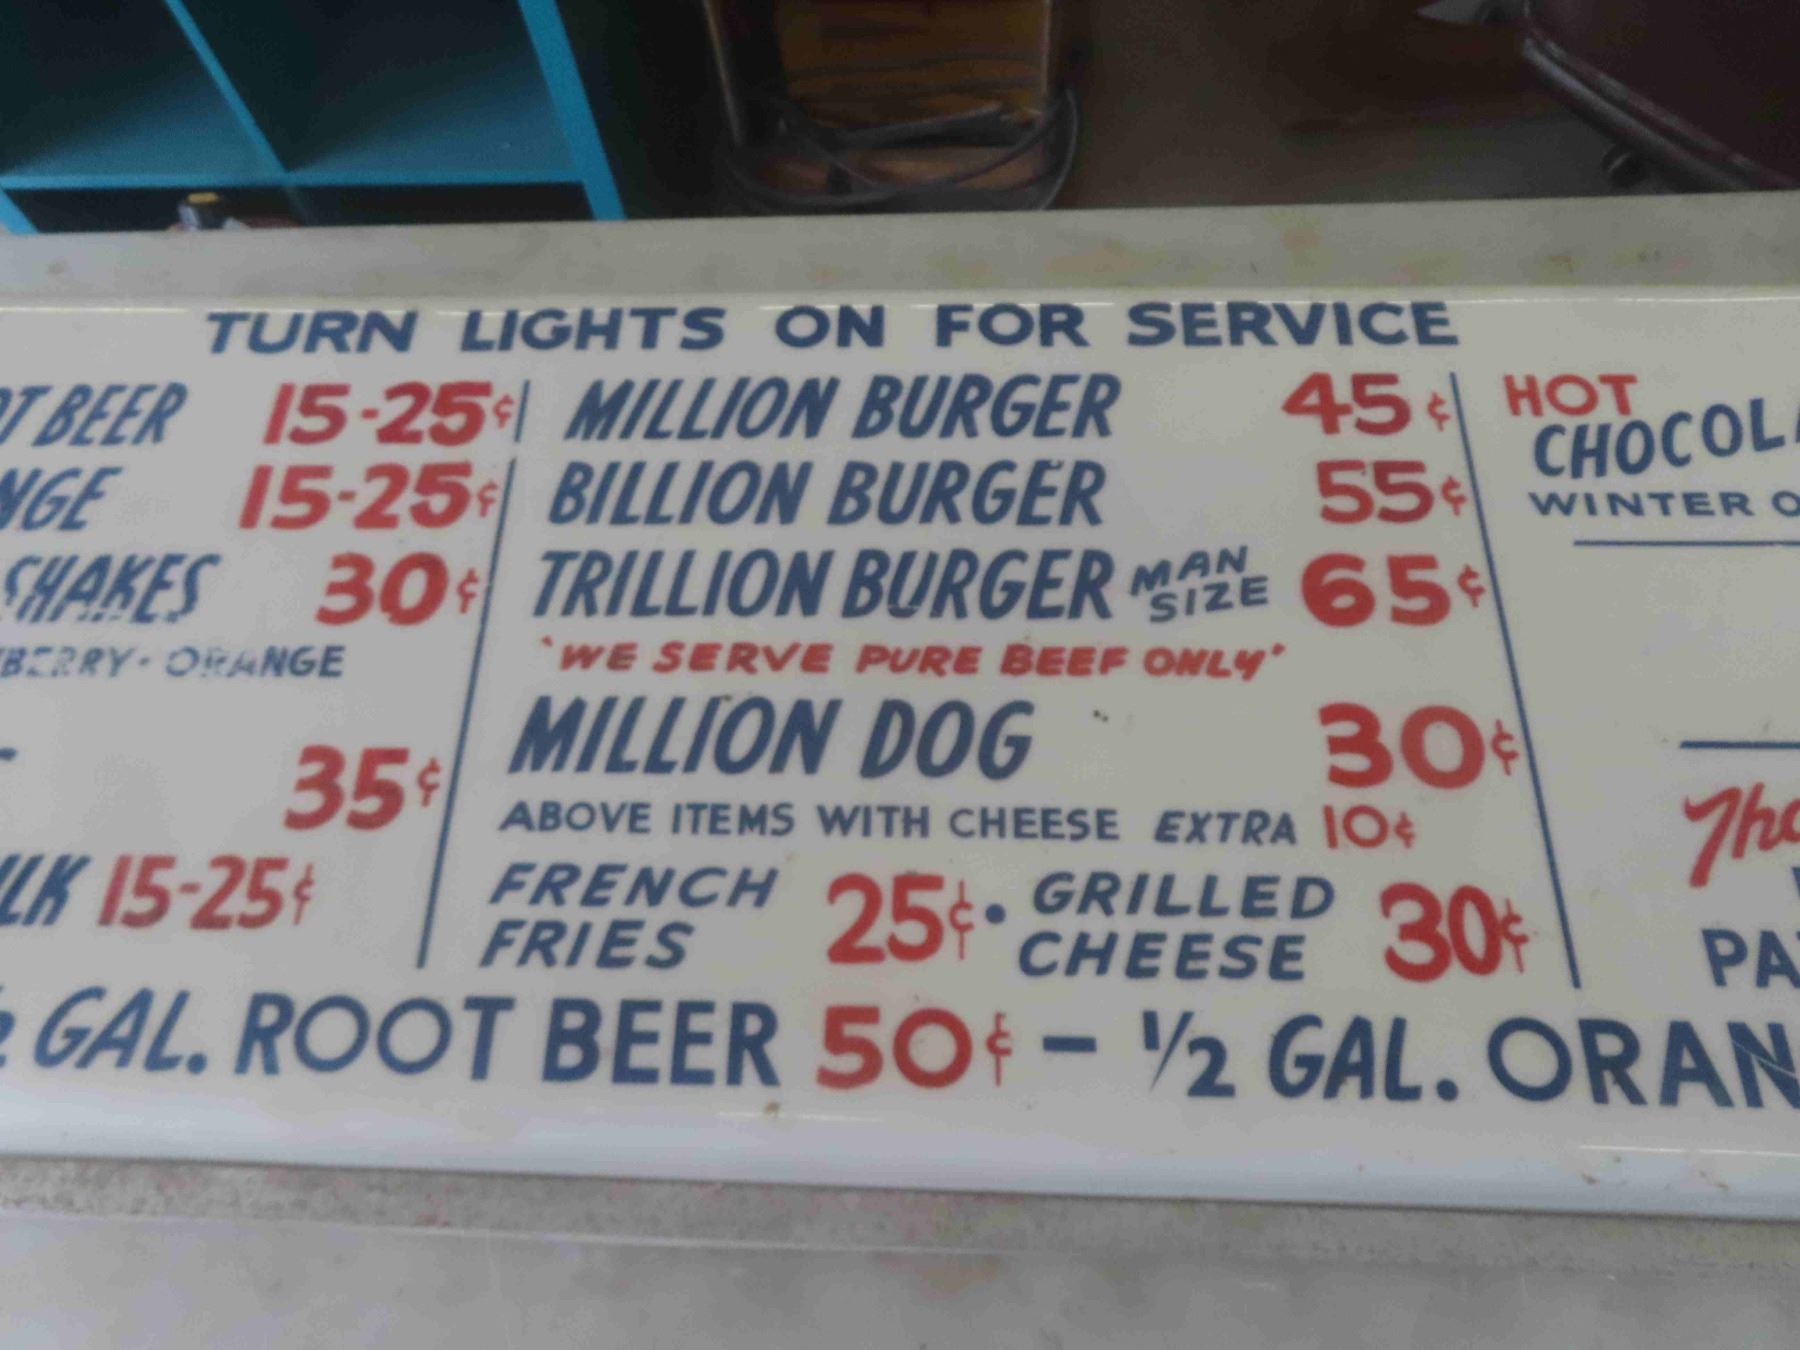 TURN LIGHTS ON FOR SERVICE
BEER 15-25¢
15-25¢
SHAKES 30¢
ORANGE
35¢
15-25¢
MILLION BURGER 45¢
BILLION BURGER 55¢
TRILLION BURGER MAN SIZE 65¢
"WE SERVE PURE BEEF ONLY"
MILLION DOG 30¢
ABOVE ITEMS WITH CHEESE EXTRA 10¢
FRENCH FRIES 25¢ • GRILLED CHEESE 30¢
HOT
WINTER
GAL. ROOT BEER 50¢ - 1/2 GAL.